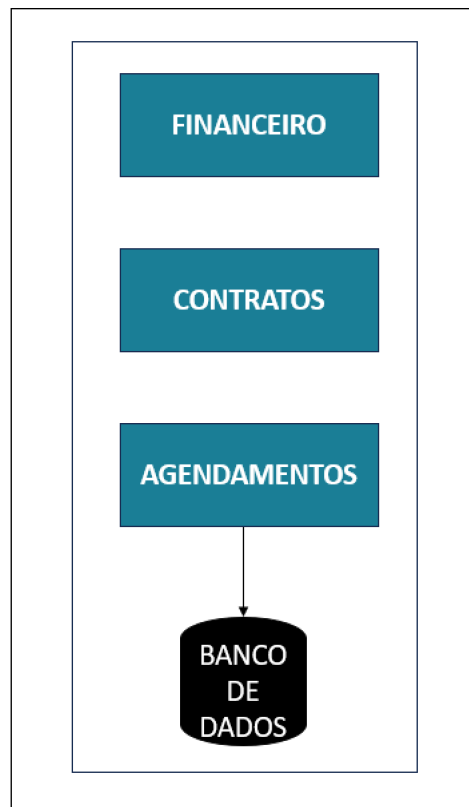 FINANCEIRO
CONTRATOS
AGENDAMENTOS
BANCO
DE
DADOS